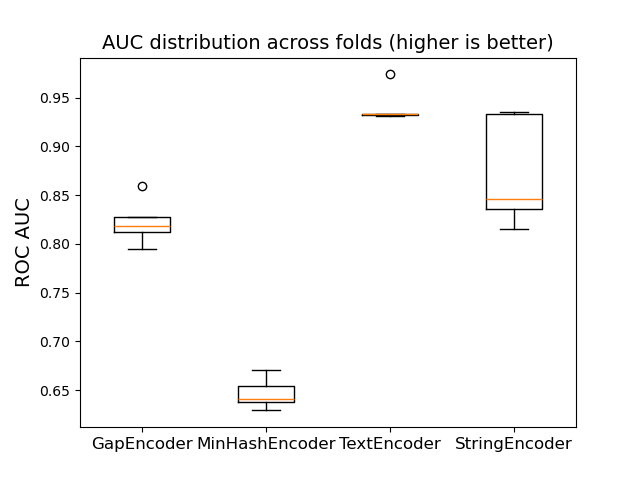 AUC distribution across folds (higher is better)
ROC AUC
0.95
0.90
0.85
0.80
0.75
0.70
0.65
GapEncoder MinHashEncoder TextEncoder StringEncoder